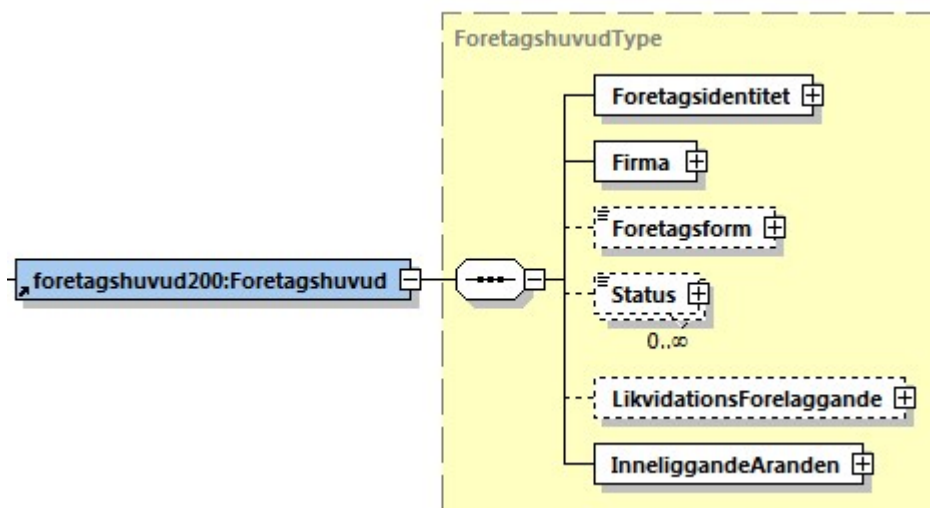 ForetagshuvudType
Foretagsidentitet
Firma
Foretagsform
foretagshuvud200:Foretagshuvud
Status
0..∞
LikvidationsForelaggande
InneliggandeAranden